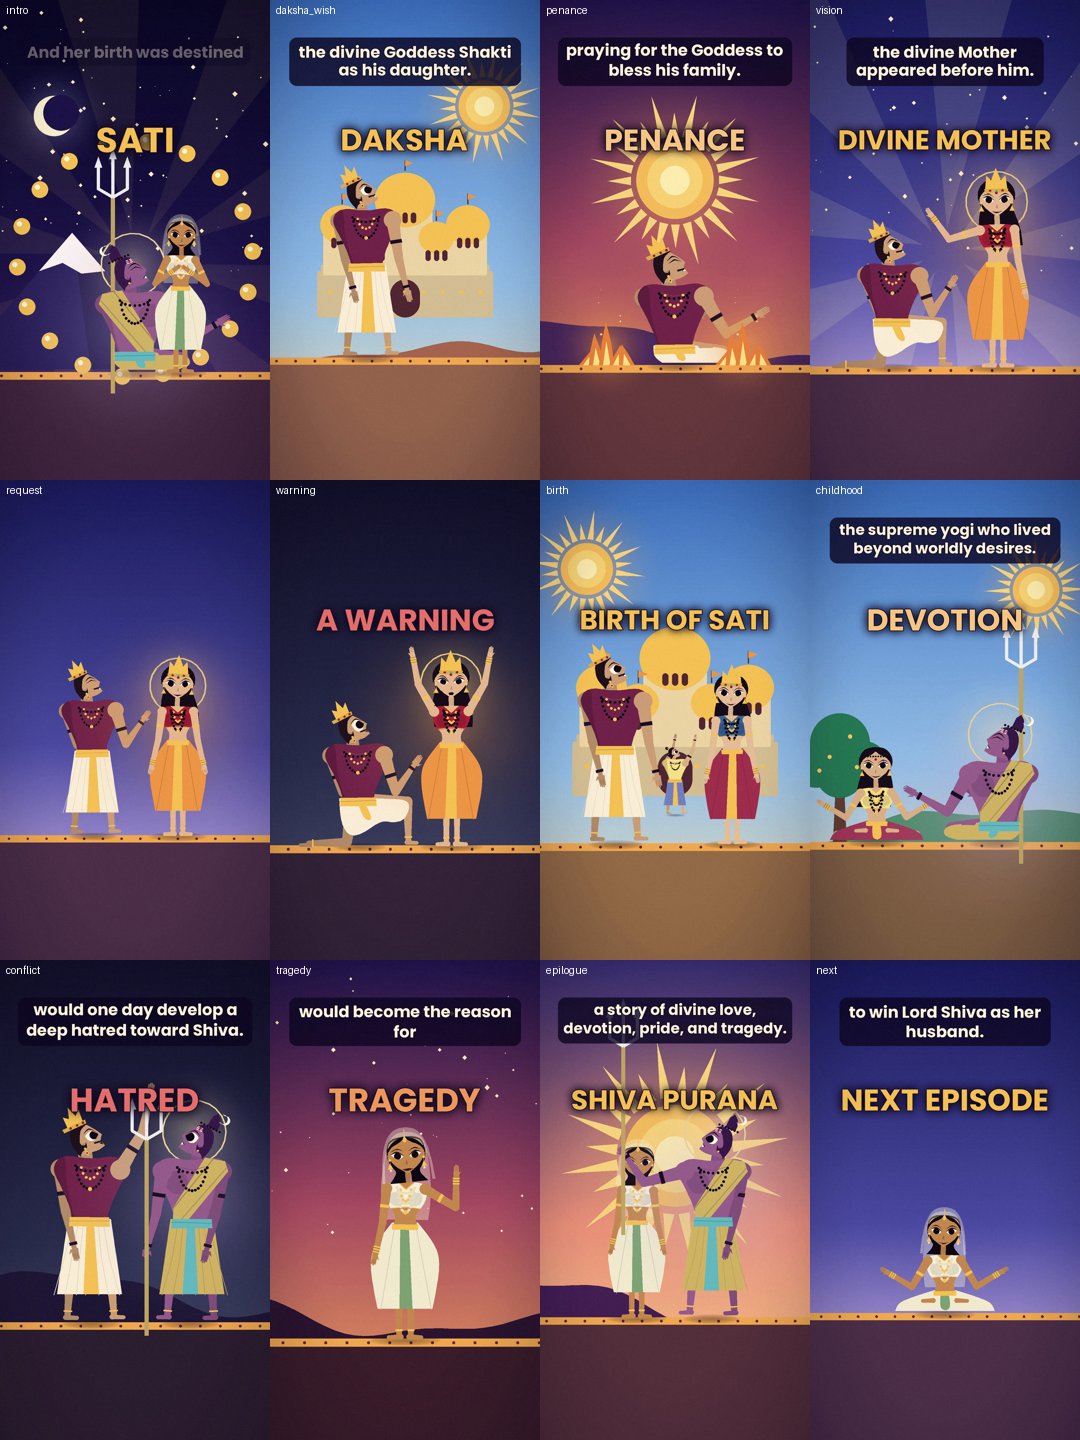 intro
And her birth was destined
SATI
daksha_wish
the divine Goddess Shakti
as his daughter.
DAKSHA
penance
praying for the Goddess to
bless his family.
PENANCE
vision
the divine Mother
appeared before him.
DIVINE MOTHER
request
warning
A WARNING
birth
BIRTH OF SATI
childhood
the supreme yogi who lived
beyond worldly desires.
DEVOTION
conflict
would one day develop a
deep hatred toward Shiva.
HATRED
tragedy
would become the reason
for
TRAGEDY
epilogue
a story of divine love,
devotion, pride, and tragedy.
SHIVA PURANA
next
to win Lord Shiva as her
husband.
NEXT EPISODE